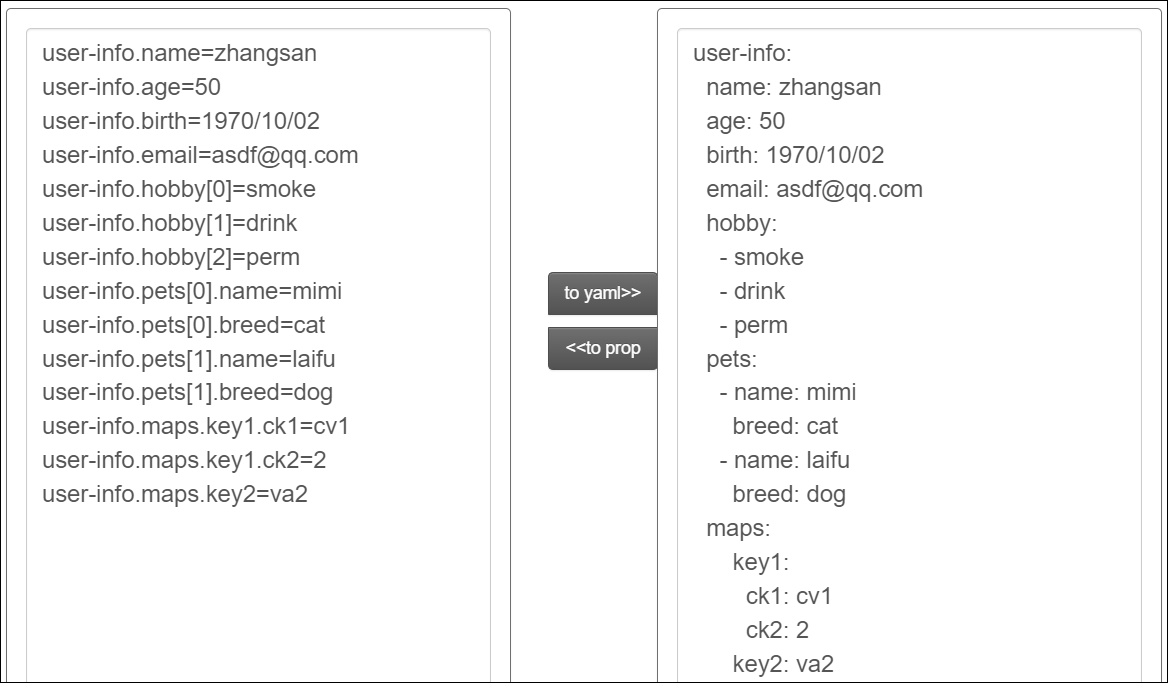 user-info.name=zhangsan
user-info.age=50
user-info.birth=1970/10/02
user-info.email=asdf@qq.com
user-info.hobby[0]=smoke
user-info.hobby[1]=drink
user-info.hobby[2]=perm
user-info.pets[0].name=mimi
user-info.pets[0].breed=cat
user-info.pets[1].name=laifu
user-info.pets[1].breed=dog
user-info.maps.key1.ck1=cv1
user-info.maps.key1.ck2=2
user-info.maps.key2=va2
to yaml>>
<<to prop
user-info:
  name: zhangsan
  age: 50
  birth: 1970/10/02
  email: asdf@qq.com
  hobby:
    - smoke
    - drink
    - perm
  pets:
    - name: mimi
      breed: cat
    - name: laifu
      breed: dog
  maps:
      key1:
        ck1: cv1
        ck2: 2
      key2: va2